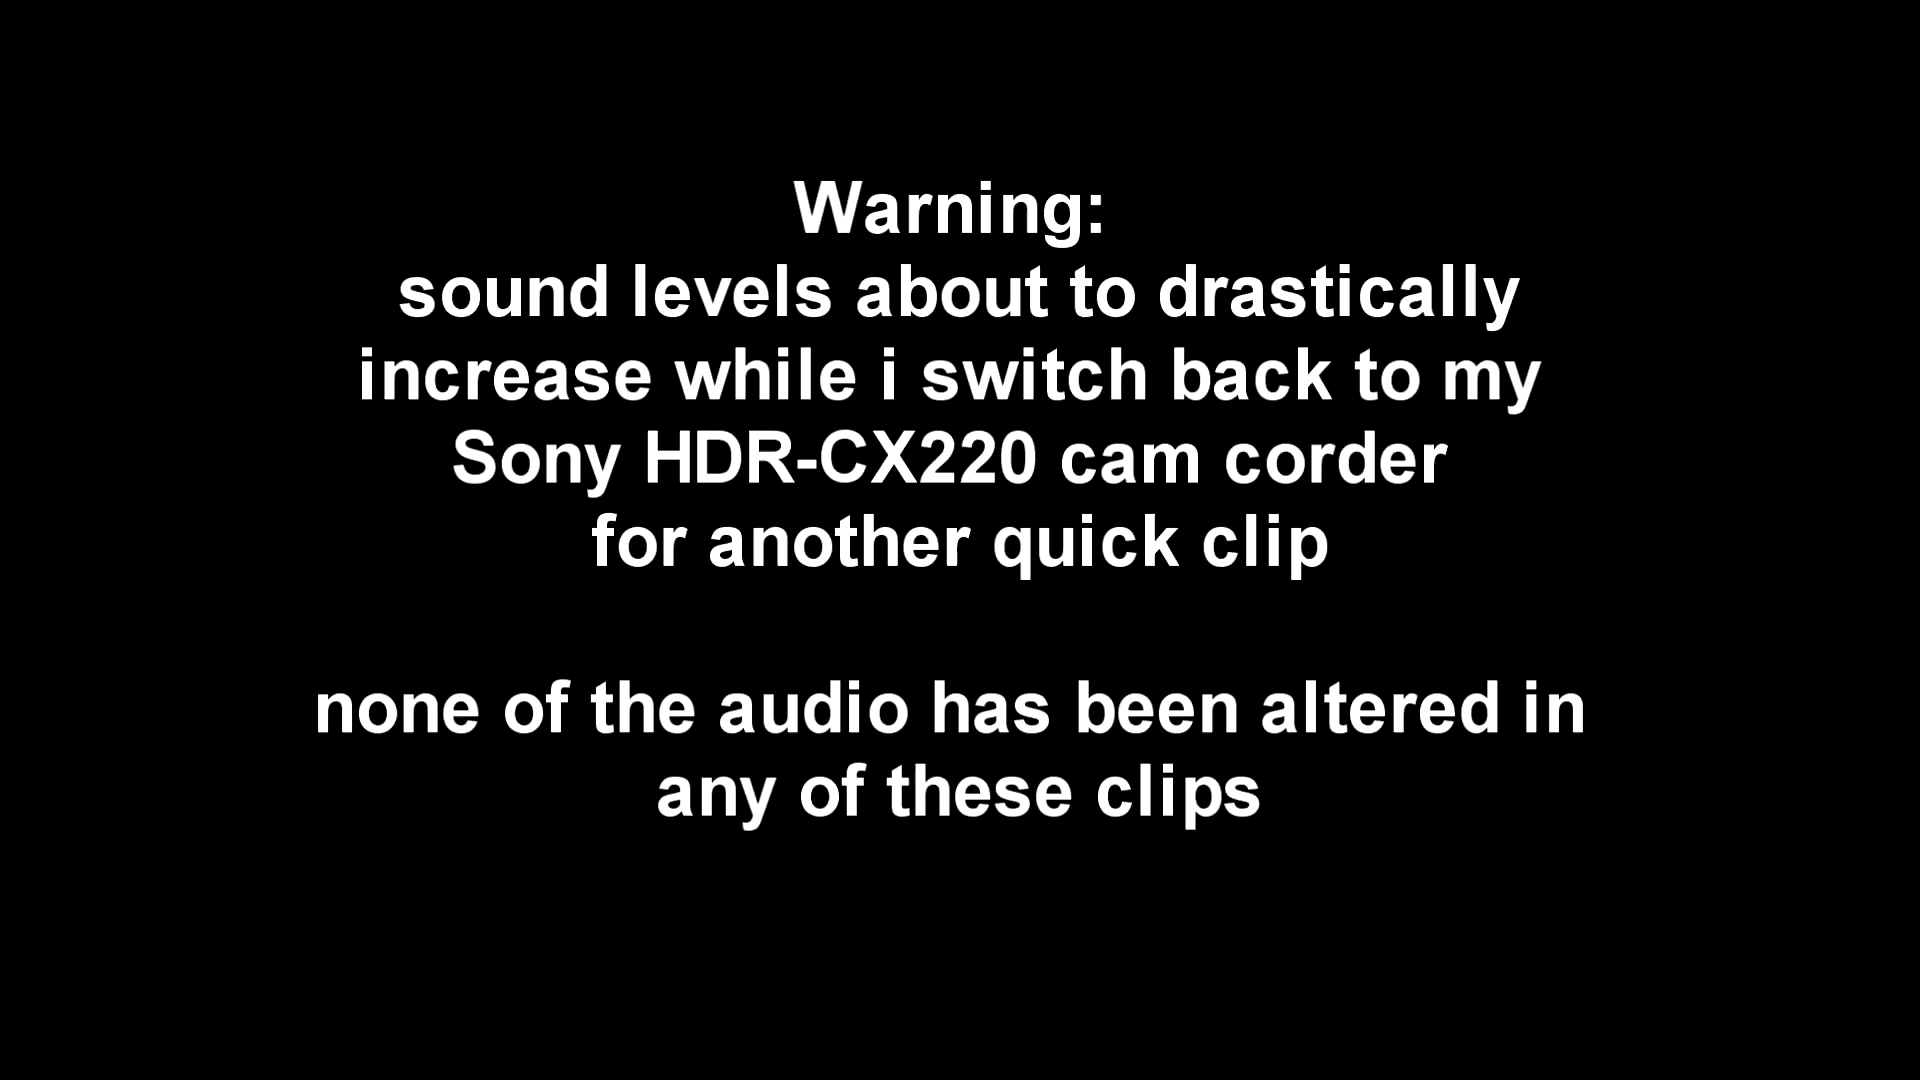 Warning:
sound levels about to drastically
increase while i switch back to my
Sony HDR-CX220 cam corder
for another quick clip
none of the audio has been altered in
any of these clips